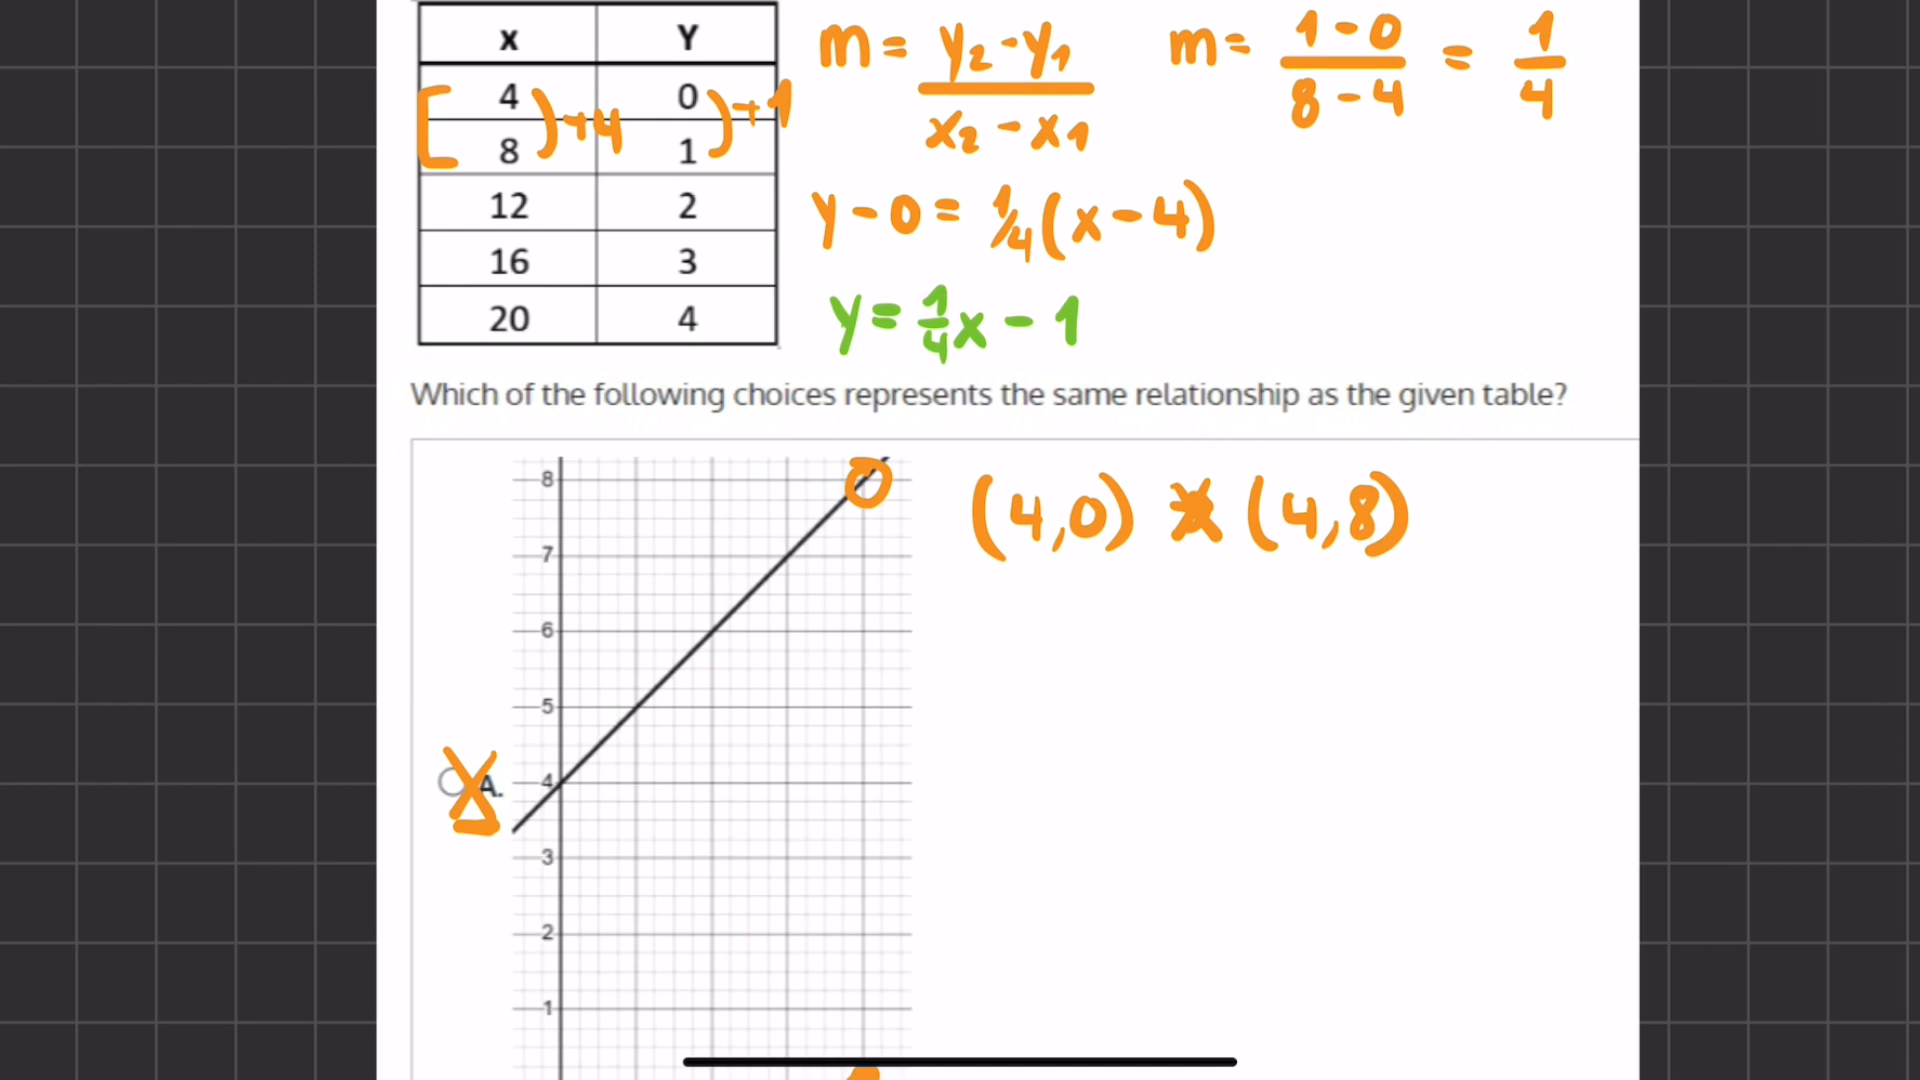 x Y
4 0
8 1
+4 +1
12 2
16 3
20 4
m = y₂-y₁ / x₂-x₁
m = 1-0 / 8-4 = 1/4
y-0 = 1/4(x-4)
y = 1/4x - 1
Which of the following choices represents the same relationship as the given table?
(4,0) (4,8)
A.
8
7
6
5
4
3
2
1